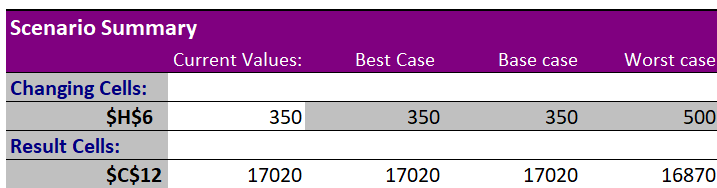 Scenario Summary
Current Values: Best Case Base case Worst case
Changing Cells:
$H$6 350 350 350 500
Result Cells:
$C$12 17020 17020 17020 16870